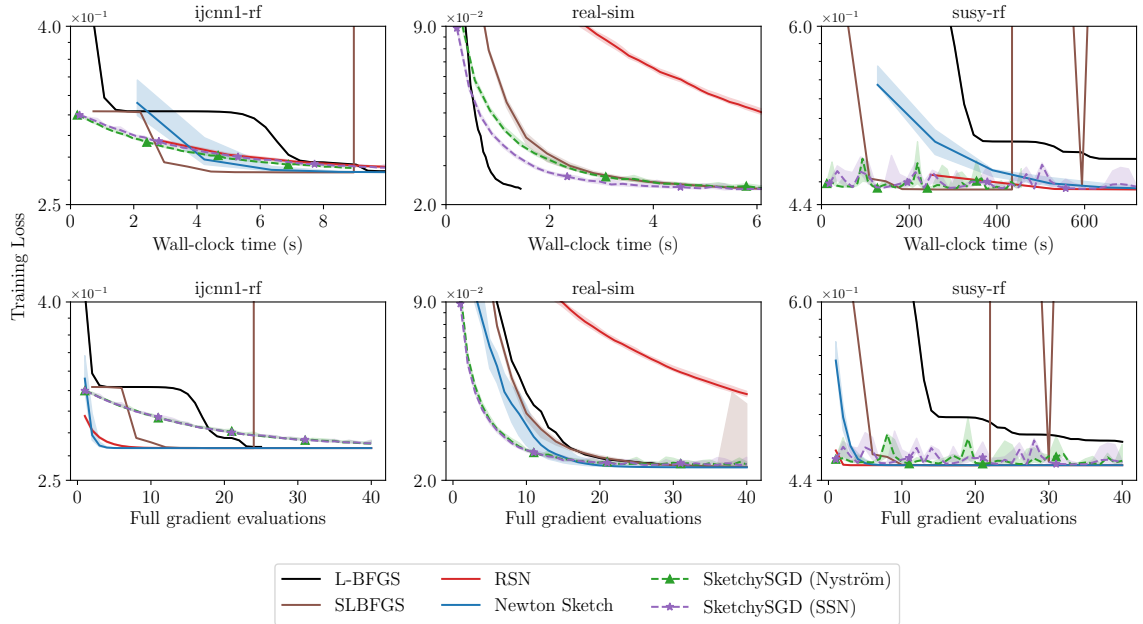 ijcnn1-rf real-sim susy-rf
×10⁻¹ ×10⁻² ×10⁻¹
4.0 9.0 6.0
2.5 2.0 4.4
0 2 4 6 8 0 2 4 6 0 200 400 600
Wall-clock time (s) Wall-clock time (s) Wall-clock time (s)
Training Loss
ijcnn1-rf real-sim susy-rf
×10⁻¹ ×10⁻² ×10⁻¹
4.0 9.0 6.0
2.5 2.0 4.4
0 10 20 30 40 0 10 20 30 40 0 10 20 30 40
Full gradient evaluations Full gradient evaluations Full gradient evaluations
L-BFGS RSN SketchySGD (Nyström)
SLBFGS Newton Sketch SketchySGD (SSN)